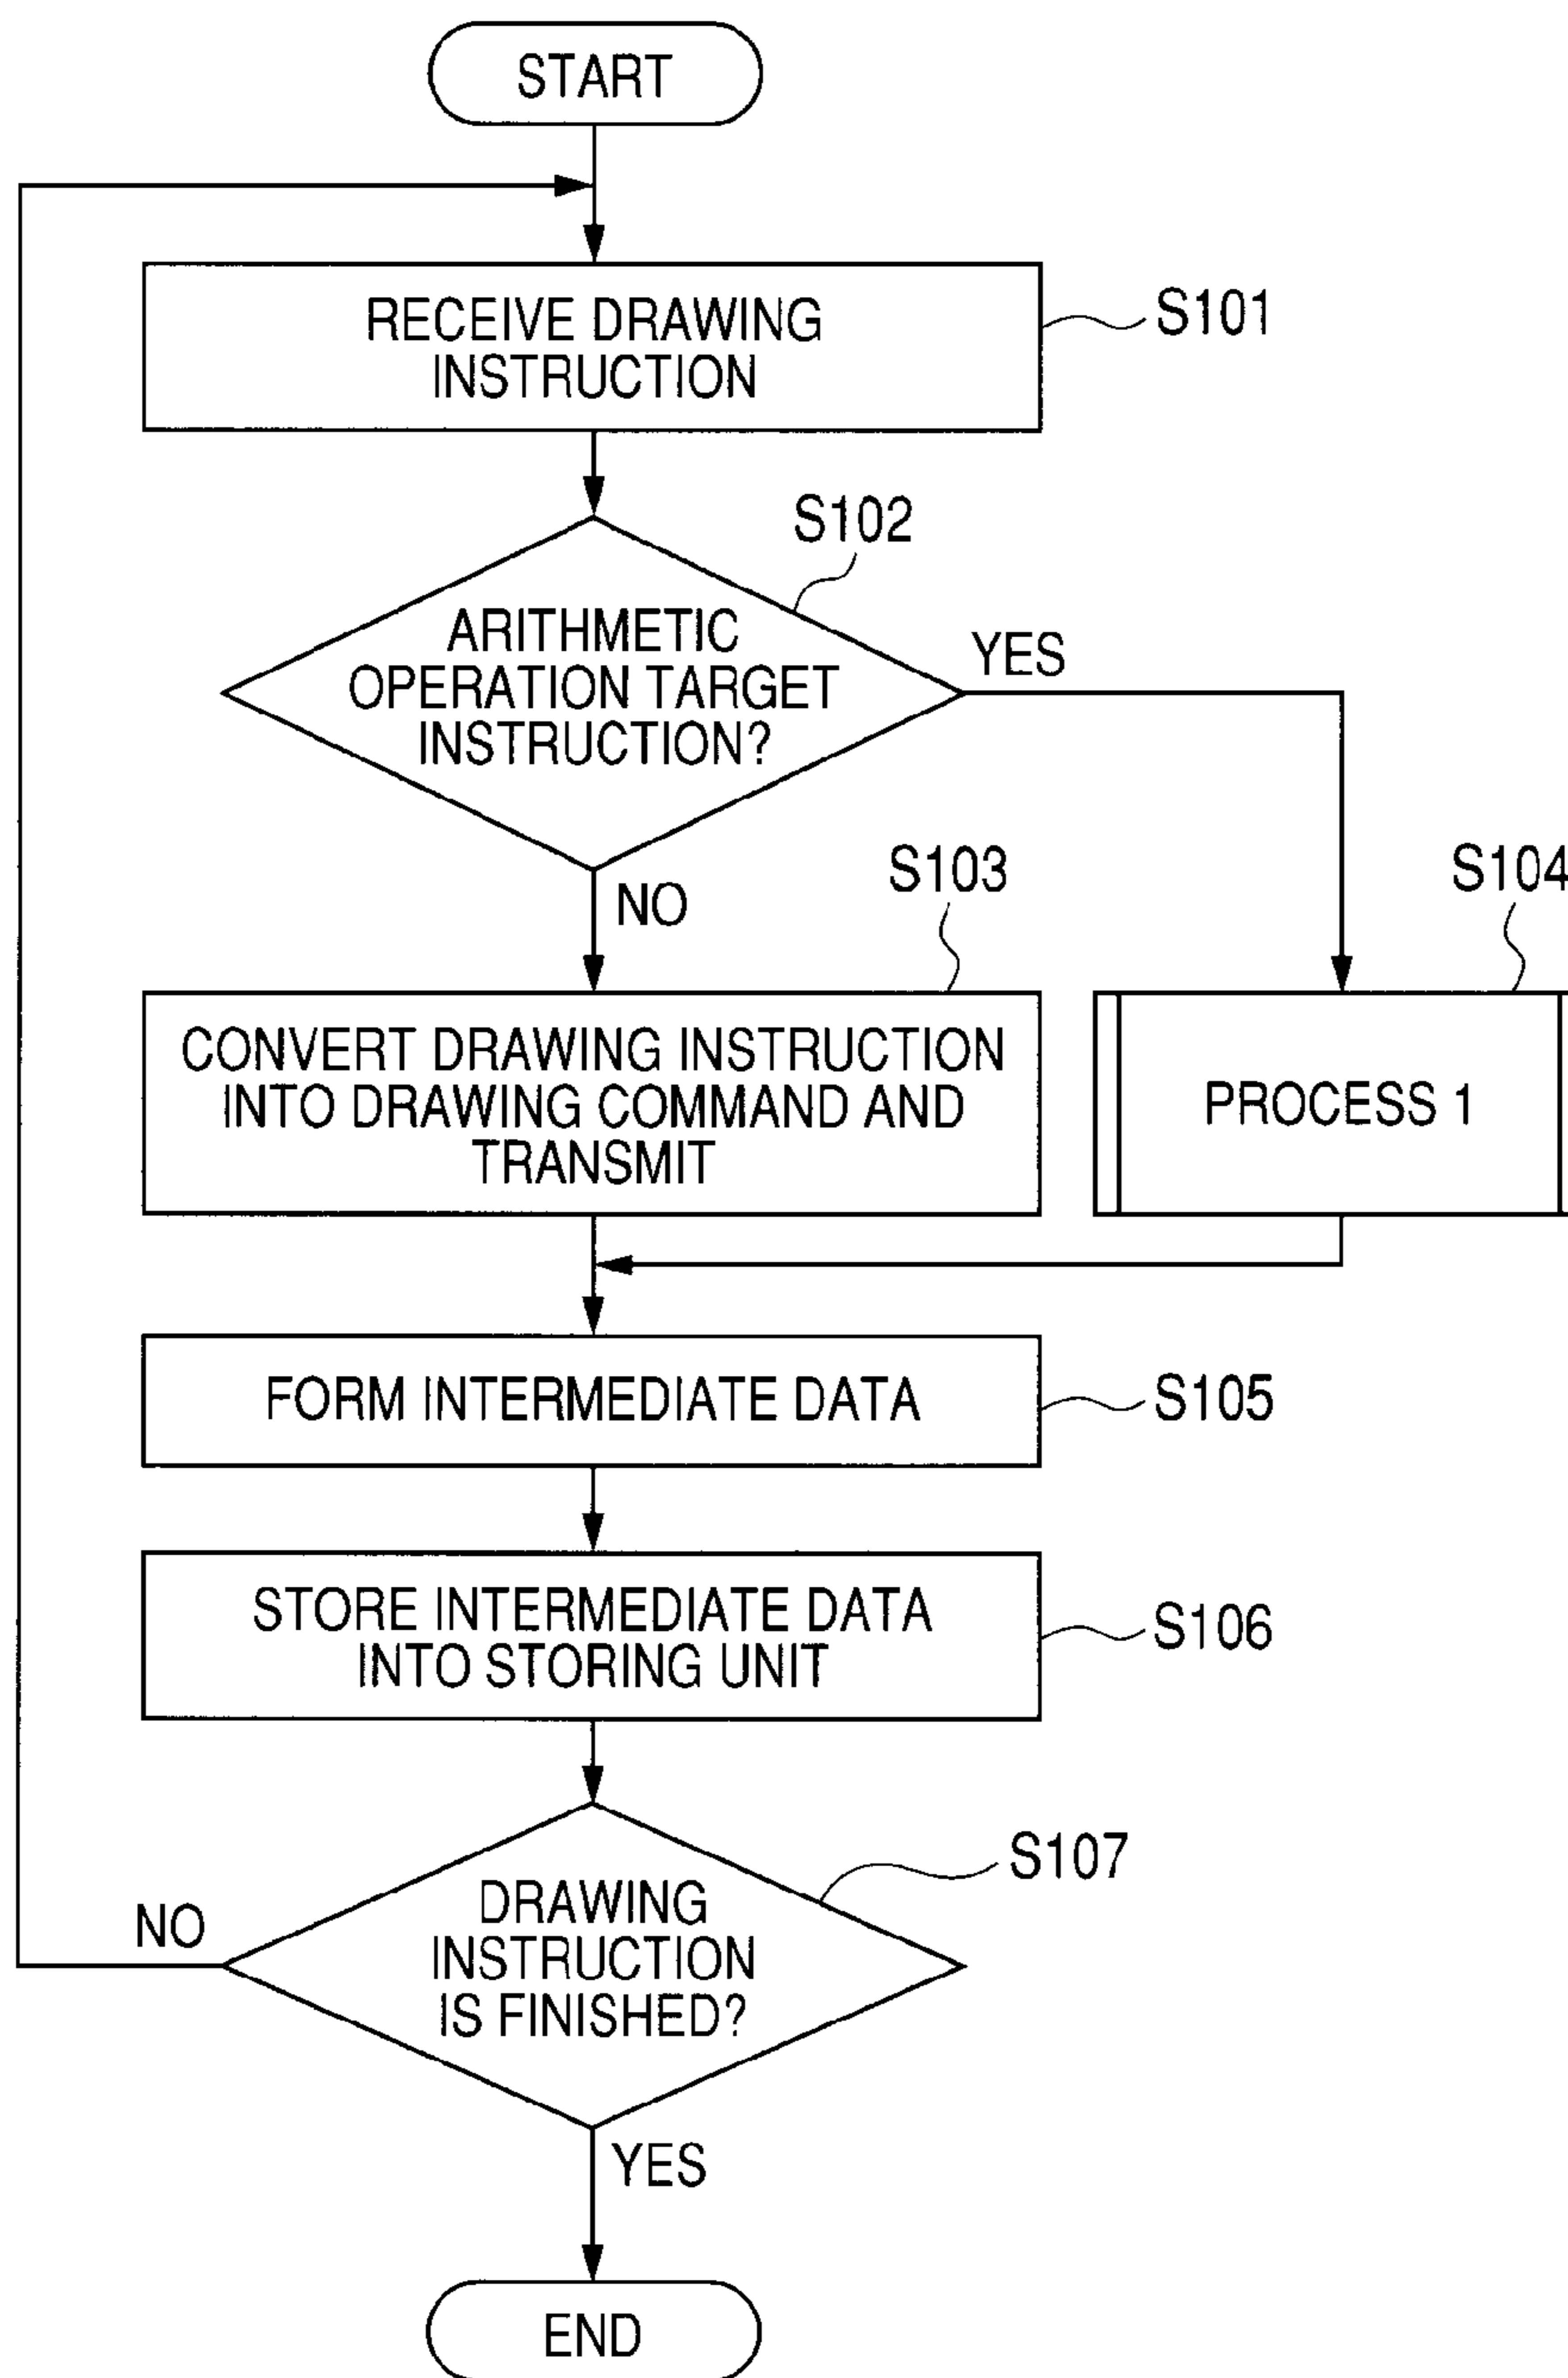 START
RECEIVE DRAWING
INSTRUCTION
S101
S102
ARITHMETIC
OPERATION TARGET
INSTRUCTION?
YES
NO
S103
S104
CONVERT DRAWING INSTRUCTION
INTO DRAWING COMMAND AND
TRANSMIT
PROCESS 1
FORM INTERMEDIATE DATA
S105
STORE INTERMEDIATE DATA
INTO STORING UNIT
S106
S107
DRAWING
INSTRUCTION
IS FINISHED?
NO
YES
END